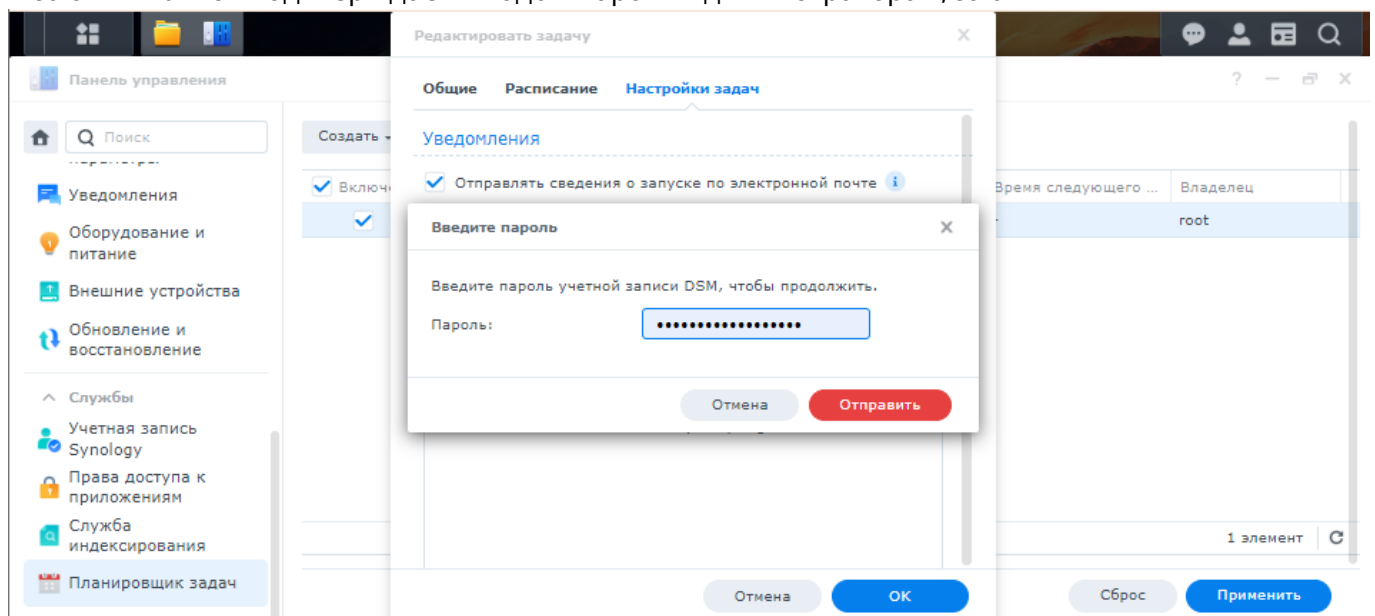 Редактировать задачу
Панель управления
Общие Расписание Настройки задач
Поиск
Создать
Уведомления
Уведомления
Включе
Отправлять сведения о запуске по электронной почте
Время следующего ...
Владелец
root
Оборудование и
питание
Внешние устройства
Обновление и
восстановление
Службы
Учетная запись
Synology
Права доступа к
приложениям
Служба
индексирования
Планировщик задач
Введите пароль
Введите пароль учетной записи DSM, чтобы продолжить.
Пароль:
••••••••••••••••••
Отмена Отправить
1 элемент
Отмена OK
Сброс Применить